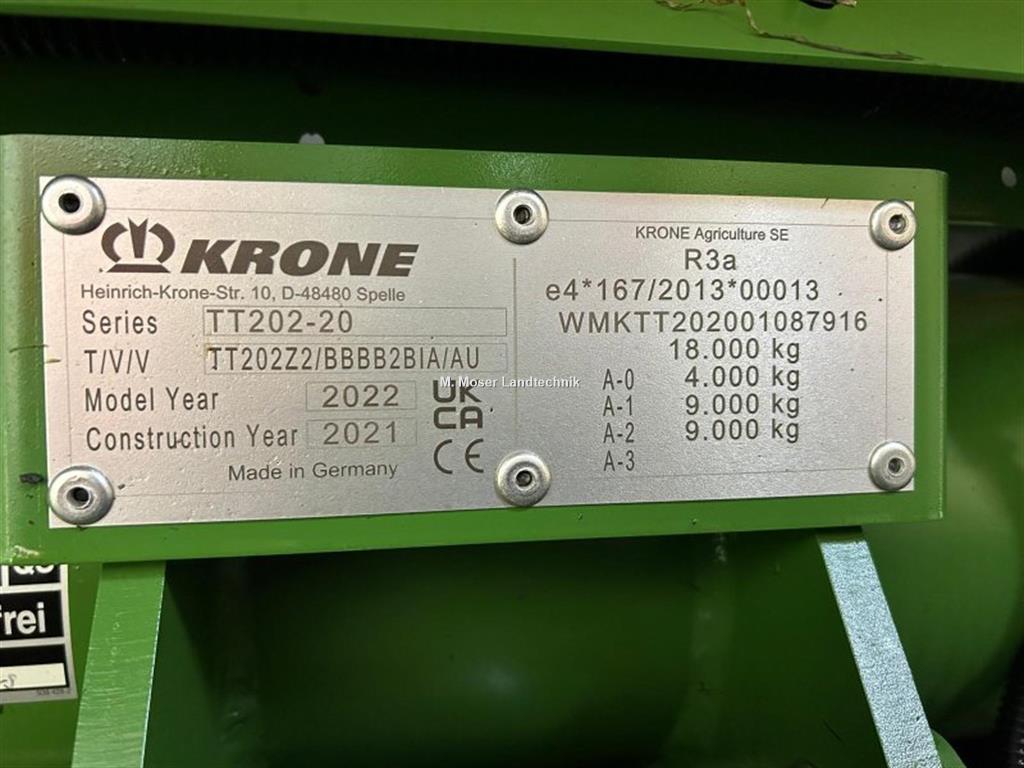 KRONE
Heinrich-Krone-Str. 10, D-48480 Spelle
Series TT202-20
T/V/V TT202Z2/BBBB2BIA/AU
Model Year 2022
Construction Year 2021
UK
CA
CE
Made in Germany
KRONE Agriculture SE
R3a
e4*167/2013*00013
WMKTT202001087916
18.000 kg
A-0 4.000 kg
A-1 9.000 kg
A-2 9.000 kg
A-3
M. Moser Landtechnik
frei